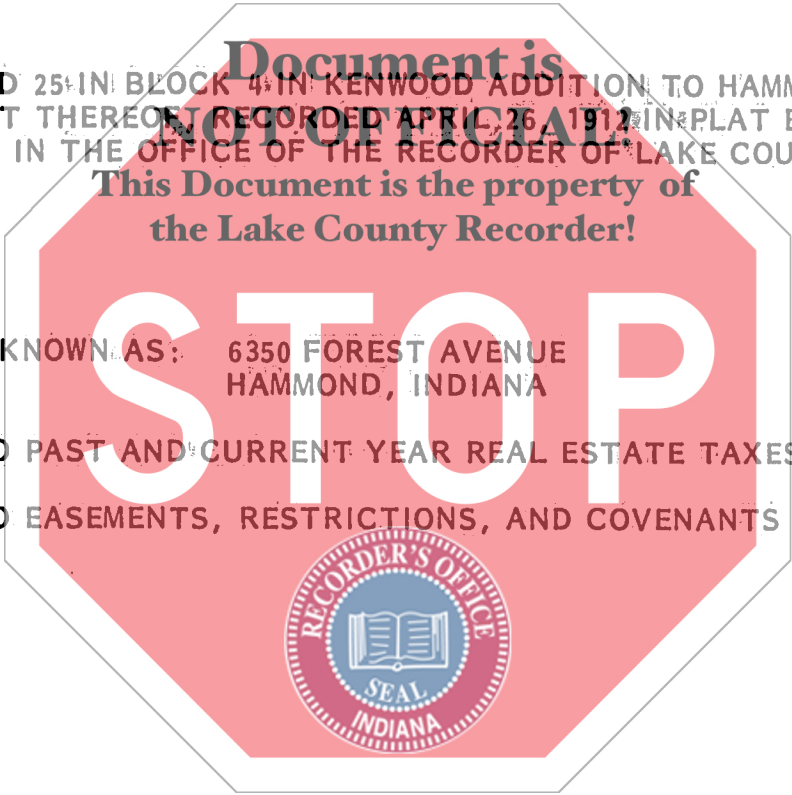 Document is
D 25 IN BLOCK 4 IN KENWOOD ADDITION TO HAMM
NOT OFFICIAL!
T THEREOF, RECORDED APRIL 26, 1912 IN PLAT B
IN THE OFFICE OF THE RECORDER OF LAKE COU
This Document is the property of
the Lake County Recorder!
STOP
KNOWN AS: 6350 FOREST AVENUE
HAMMOND, INDIANA
D PAST AND CURRENT YEAR REAL ESTATE TAXES
D EASEMENTS, RESTRICTIONS, AND COVENANTS
RECORDER'S OFFICE
SEAL
INDIANA